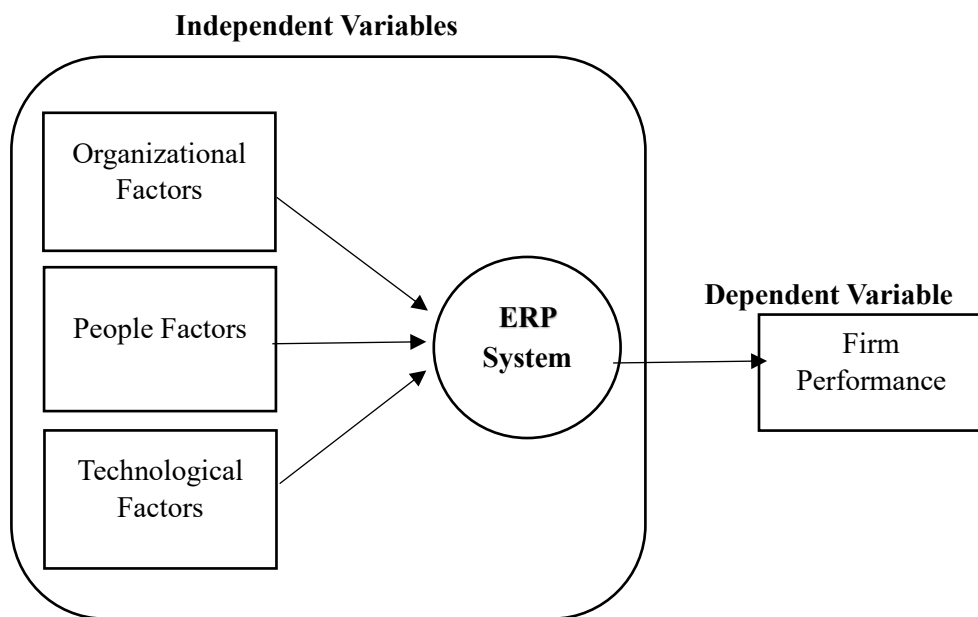 Independent Variables
Organizational
Factors
People Factors
Technological
Factors
ERP
System
Dependent Variable
Firm
Performance